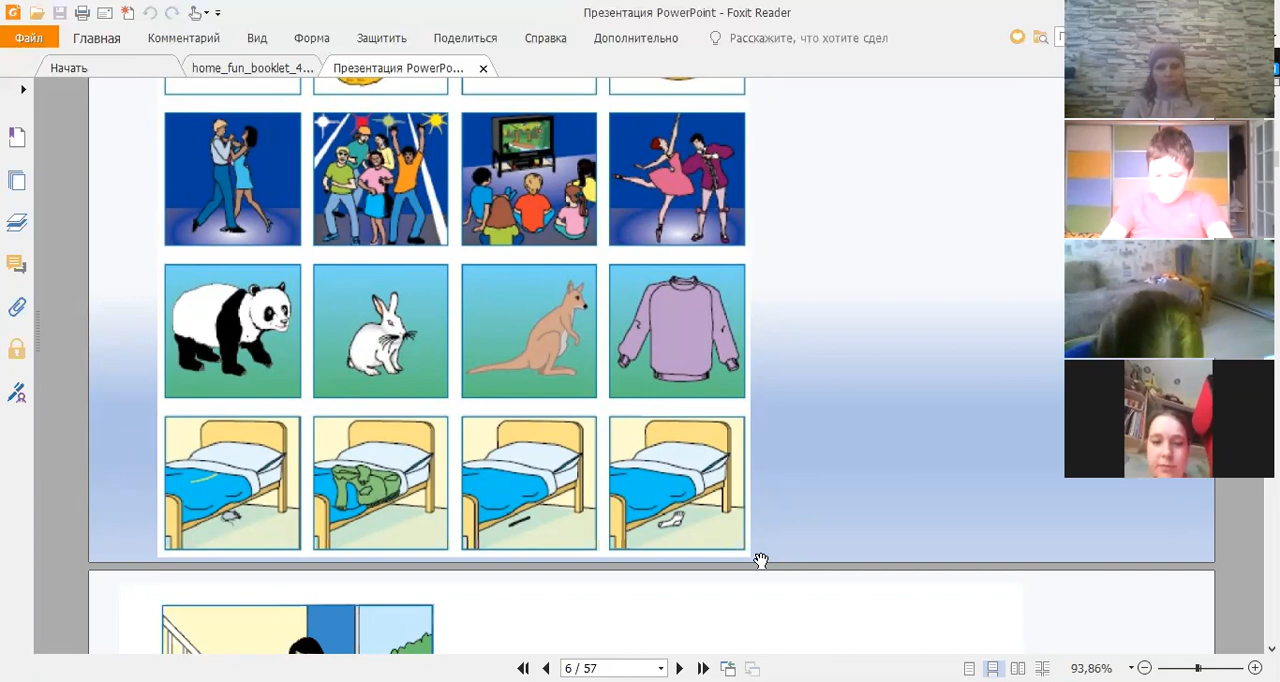 Презентация PowerPoint - Foxit Reader
Файл
Главная
Комментарий
Вид
Форма
Защитить
Поделиться
Справка
Дополнительно
Расскажите, что хотите сдел
Начать
home_fun_booklet_4...
Презентация PowerPo...
6 / 57
93,86%